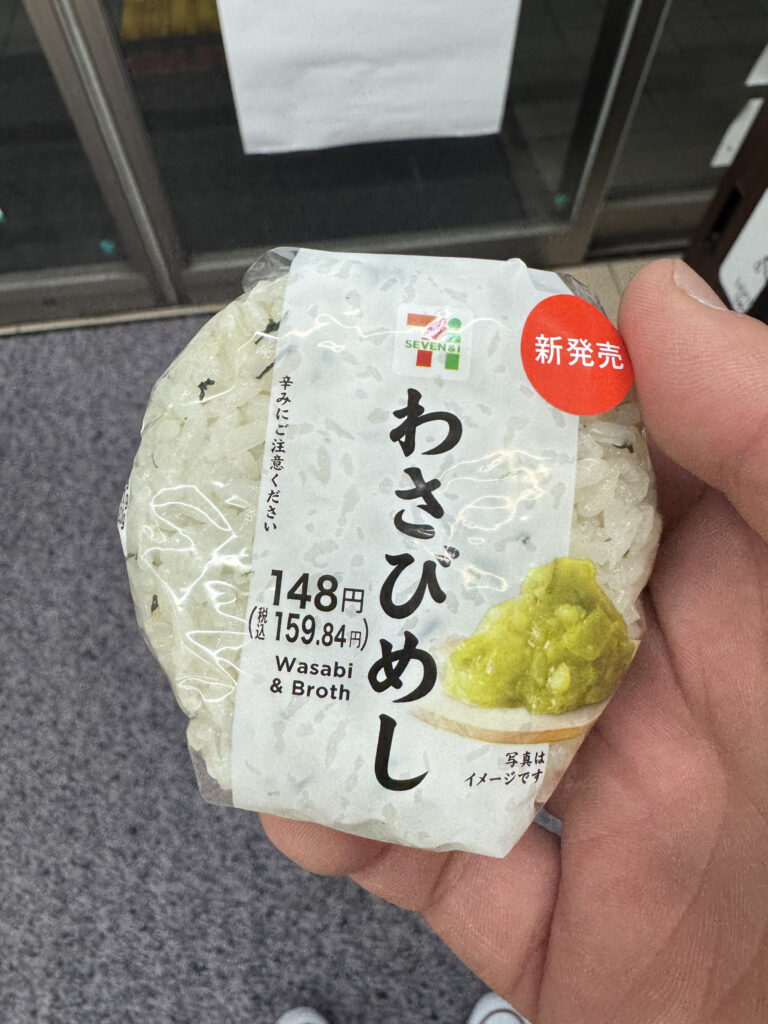 SEVEN&i
新発売
わさびめし
辛みにご注意ください
148円
(税込 159.84円)
Wasabi
& Broth
写真は
イメージです